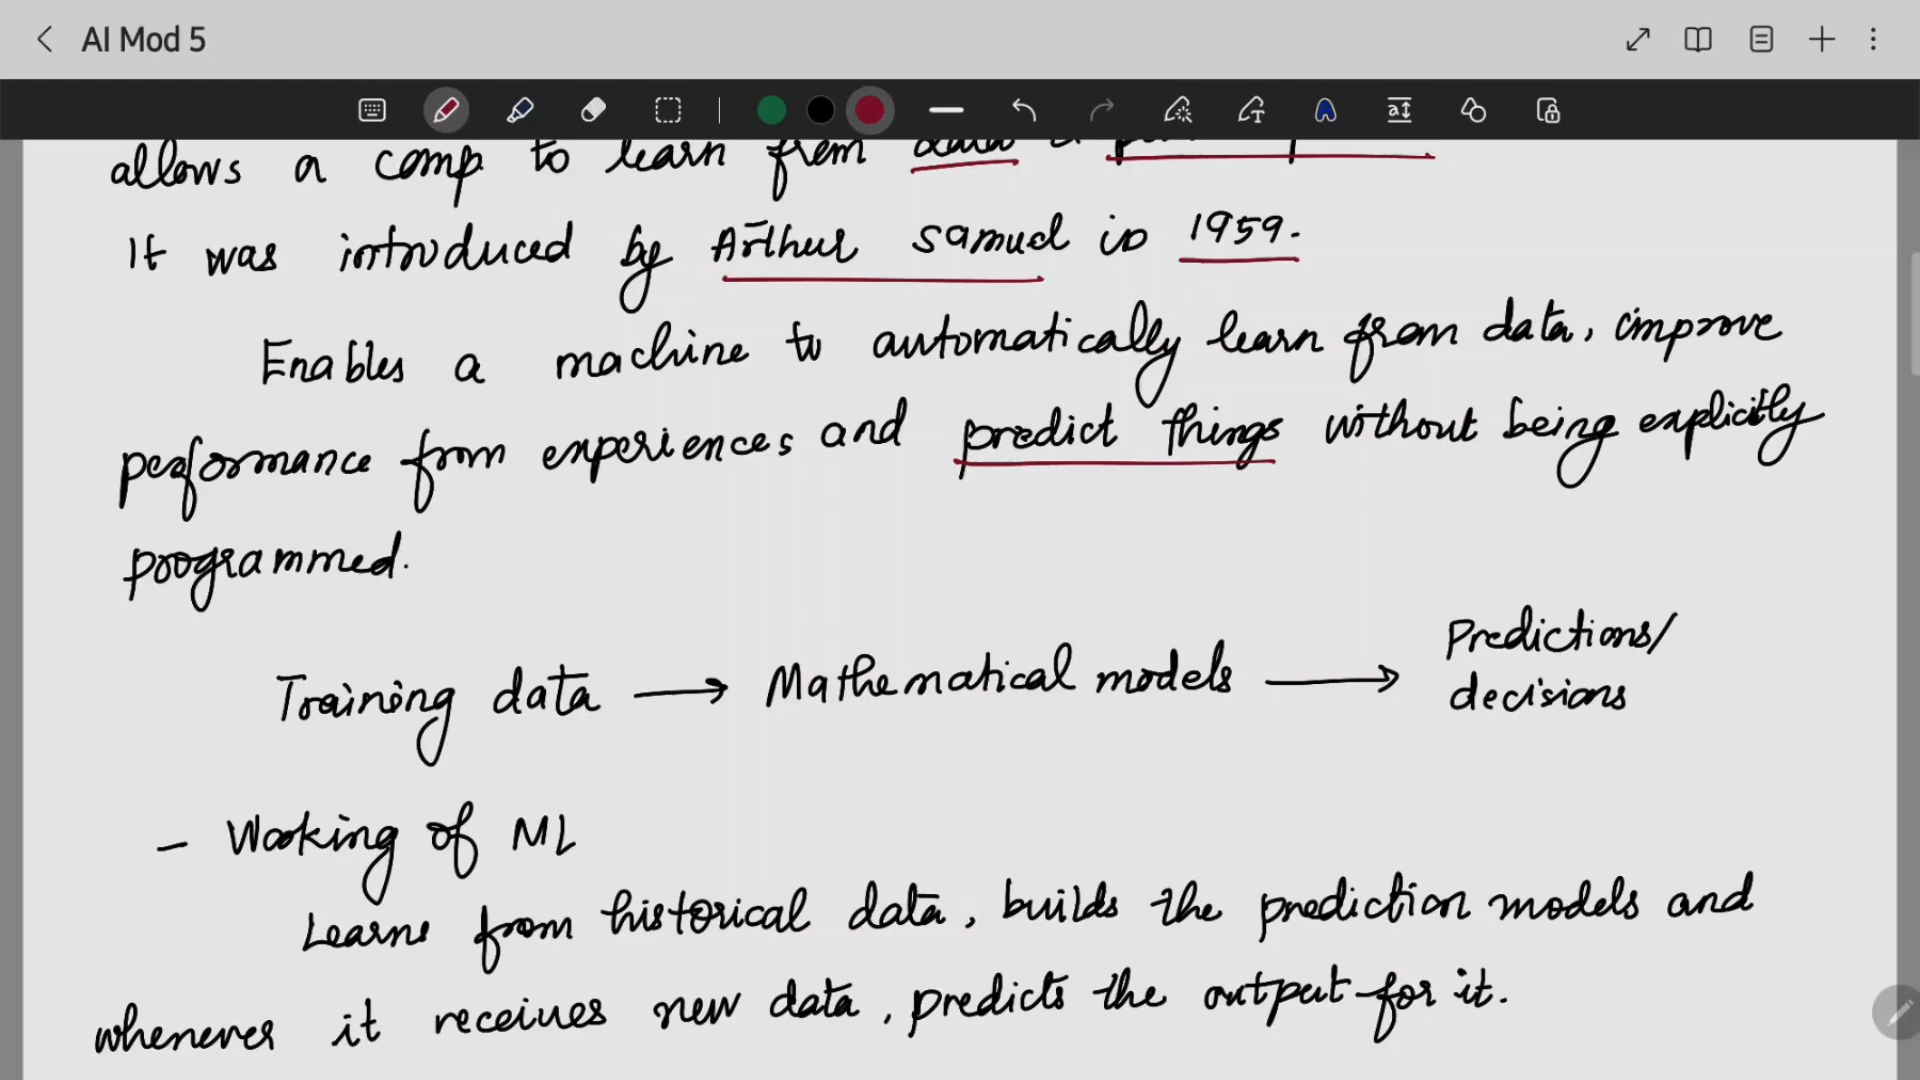 AI Mod 5
allows a comp to learn from data &
It was introduced by Arthur Samuel in 1959.
Enables a machine to automatically learn from data, improve
performance from experiences and predict things without being explicitly
programmed.
Training data → Mathematical models → Predictions/
decisions
- Working of ML
Learns from historical data, builds the prediction models and
whenever it receives new data, predicts the output for it.